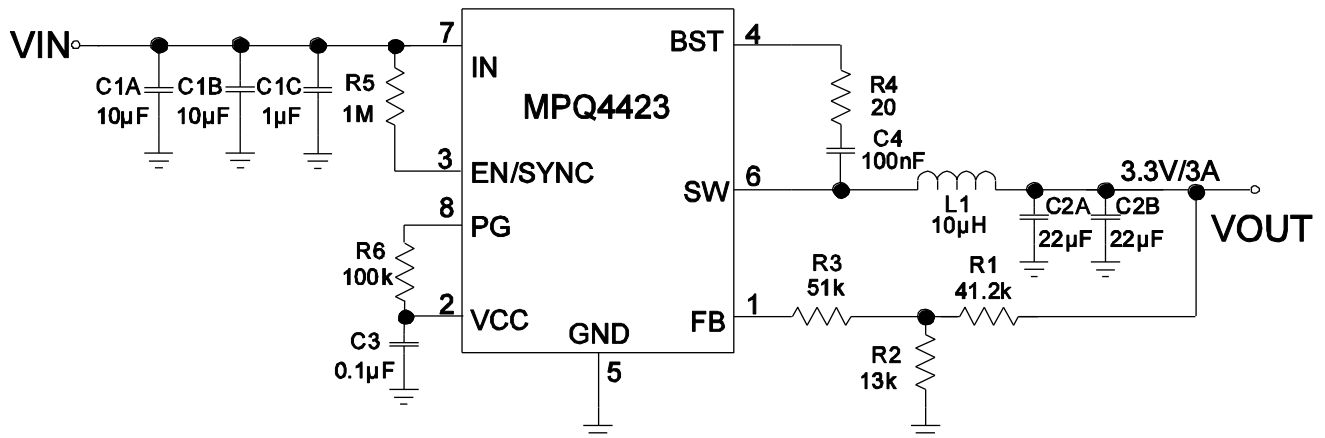 VIN
C1A
10µF
C1B
10µF
C1C
1µF
R5
1M
7
IN
3
EN/SYNC
8
PG
R6
100k
2
VCC
C3
0.1µF
MPQ4423
GND
5
BST
4
R4
20
C4
100nF
SW
6
L1
10µH
3.3V/3A
C2A
22µF
C2B
22µF
VOUT
FB
1
R3
51k
R1
41.2k
R2
13k